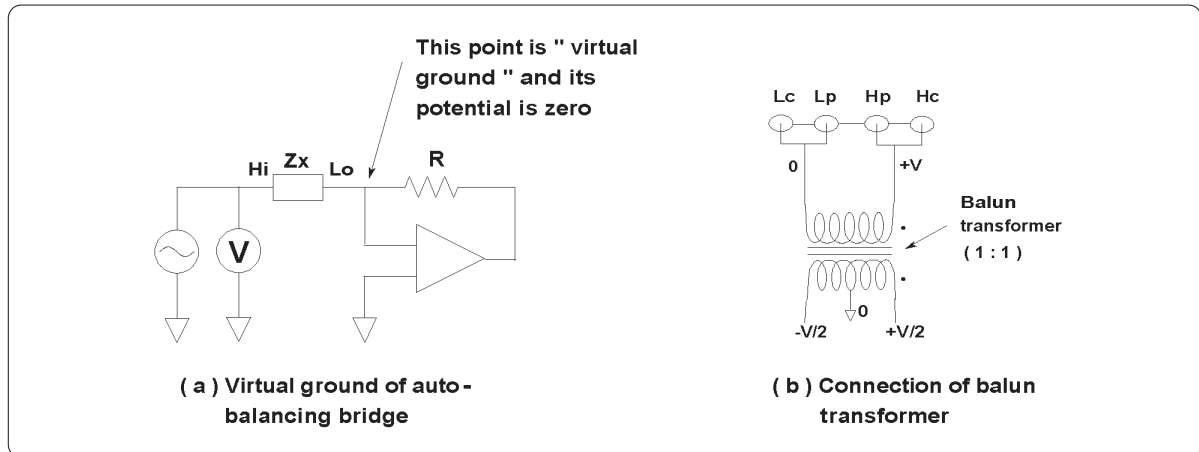 This point is " virtual
ground " and its
potential is zero
Hi
Zx
Lo
R
V
( a ) Virtual ground of auto-
balancing bridge
Lc Lp Hp Hc
0
+V
Balun
transformer
( 1 : 1 )
0
-V/2
+V/2
( b ) Connection of balun
transformer